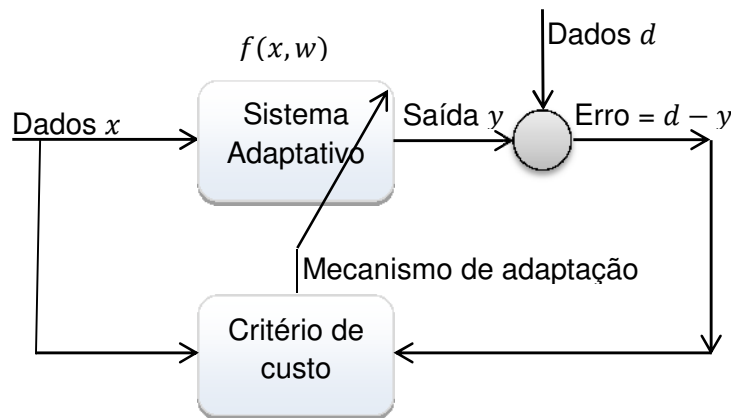 f(x, w)
Dados d
Dados x
Sistema
Adaptativo
Saída y
Erro = d − y
Mecanismo de adaptação
Critério de
custo